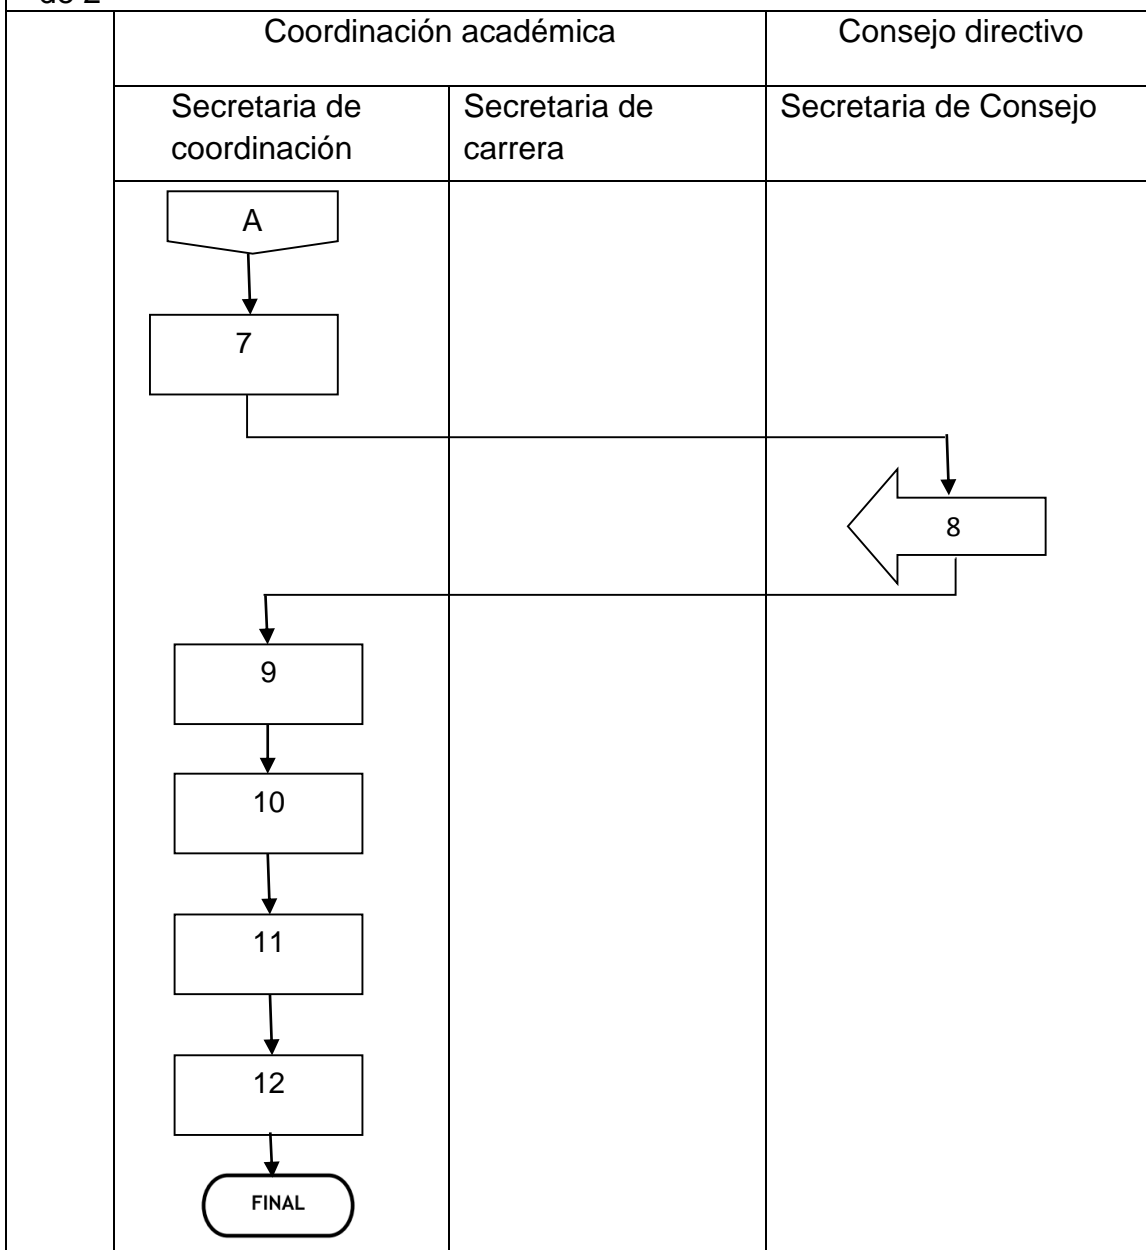 de 2
Coordinación académica
Consejo directivo
Secretaria de
coordinación
Secretaria de
carrera
Secretaria de Consejo
A
7
8
9
10
11
12
FINAL